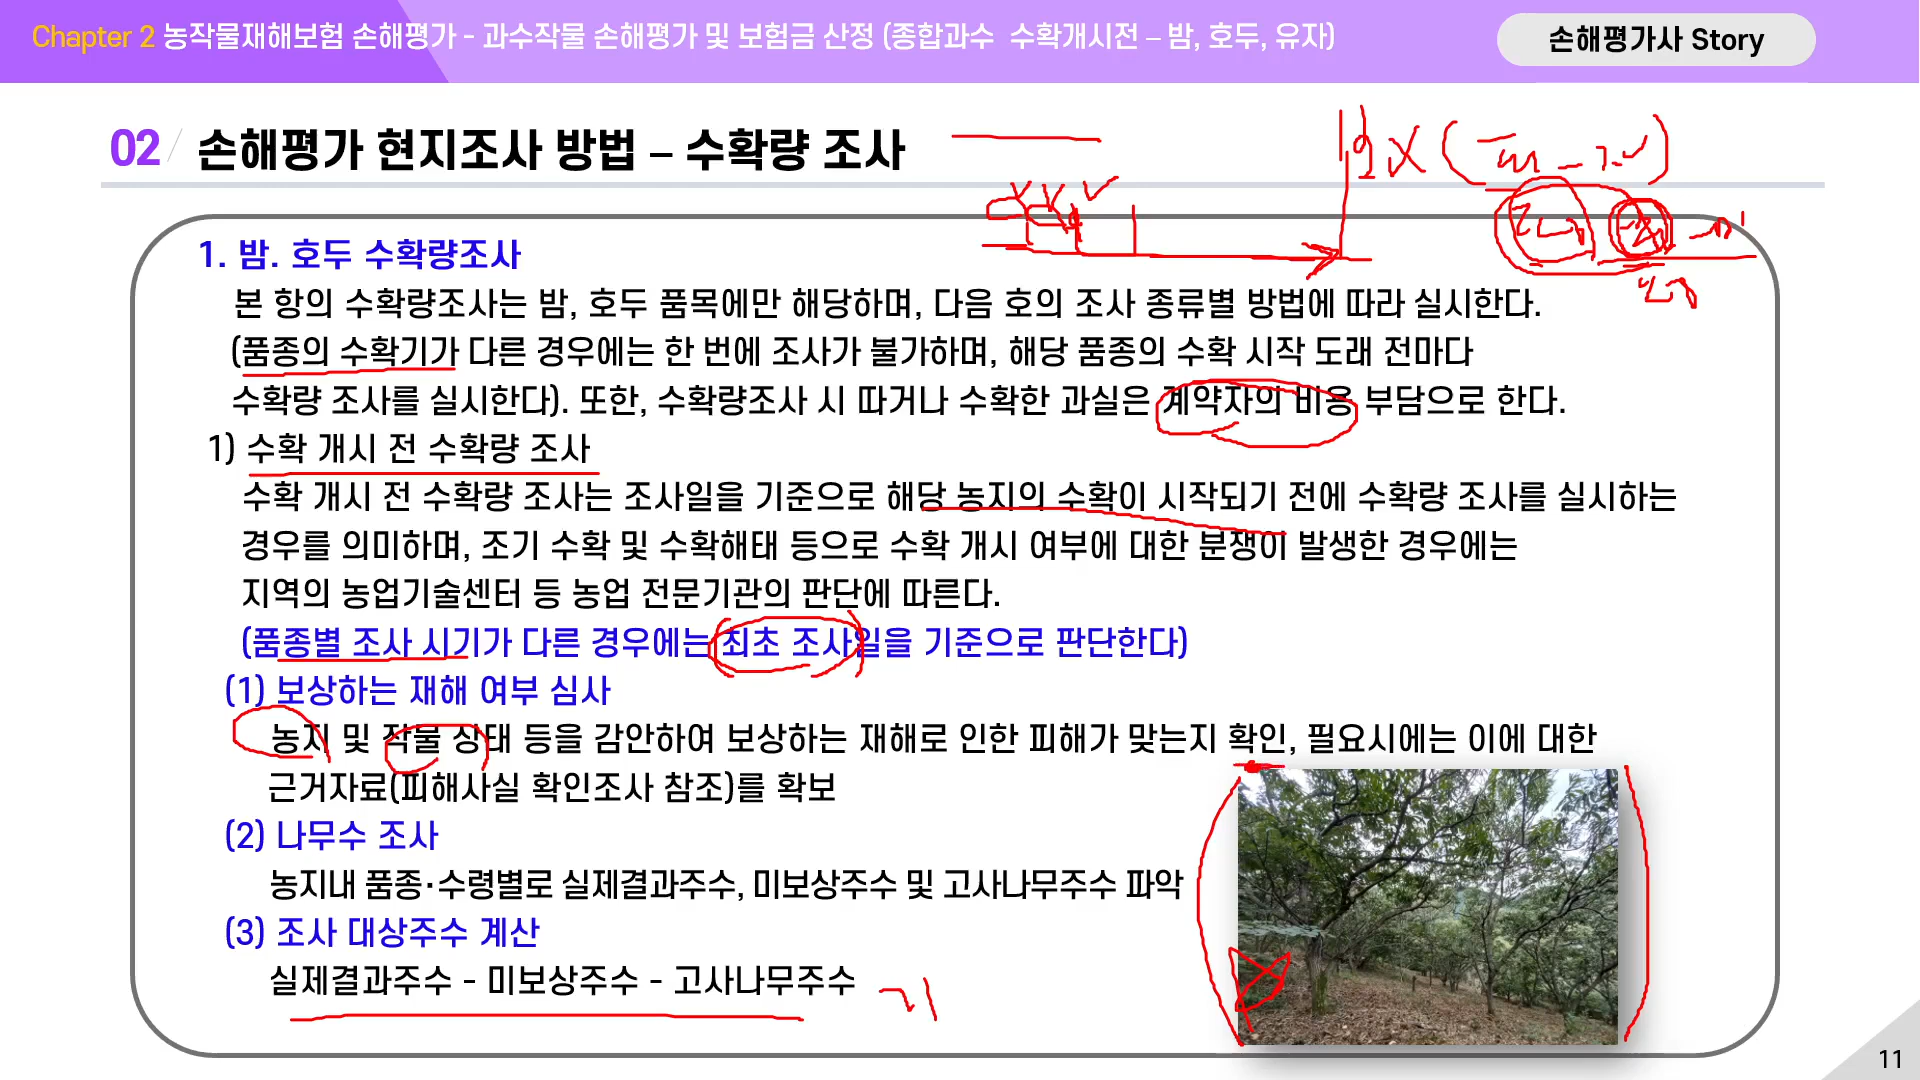 Chapter 2 농작물재해보험 손해평가 - 과수작물 손해평가 및 보험금 산정 (종합과수 수확개시전 – 밤, 호두, 유자)
손해평가사 Story
02 / 손해평가 현지조사 방법 – 수확량 조사
1. 밤. 호두 수확량조사
본 항의 수확량조사는 밤, 호두 품목에만 해당하며, 다음 호의 조사 종류별 방법에 따라 실시한다.
(품종의 수확기가 다른 경우에는 한 번에 조사가 불가하며, 해당 품종의 수확 시작 도래 전마다
수확량 조사를 실시한다). 또한, 수확량조사 시 따거나 수확한 과실은 계약자의 비용 부담으로 한다.
1) 수확 개시 전 수확량 조사
수확 개시 전 수확량 조사는 조사일을 기준으로 해당 농지의 수확이 시작되기 전에 수확량 조사를 실시하는
경우를 의미하며, 조기 수확 및 수확해태 등으로 수확 개시 여부에 대한 분쟁이 발생한 경우에는
지역의 농업기술센터 등 농업 전문기관의 판단에 따른다.
(품종별 조사 시기가 다른 경우에는 최초 조사일을 기준으로 판단한다)
(1) 보상하는 재해 여부 심사
농지 및 작물 상태 등을 감안하여 보상하는 재해로 인한 피해가 맞는지 확인, 필요시에는 이에 대한
근거자료(피해사실 확인조사 참조)를 확보
(2) 나무수 조사
농지내 품종·수령별로 실제결과주수, 미보상주수 및 고사나무주수 파악
(3) 조사 대상주수 계산
실제결과주수 - 미보상주수 - 고사나무주수
11